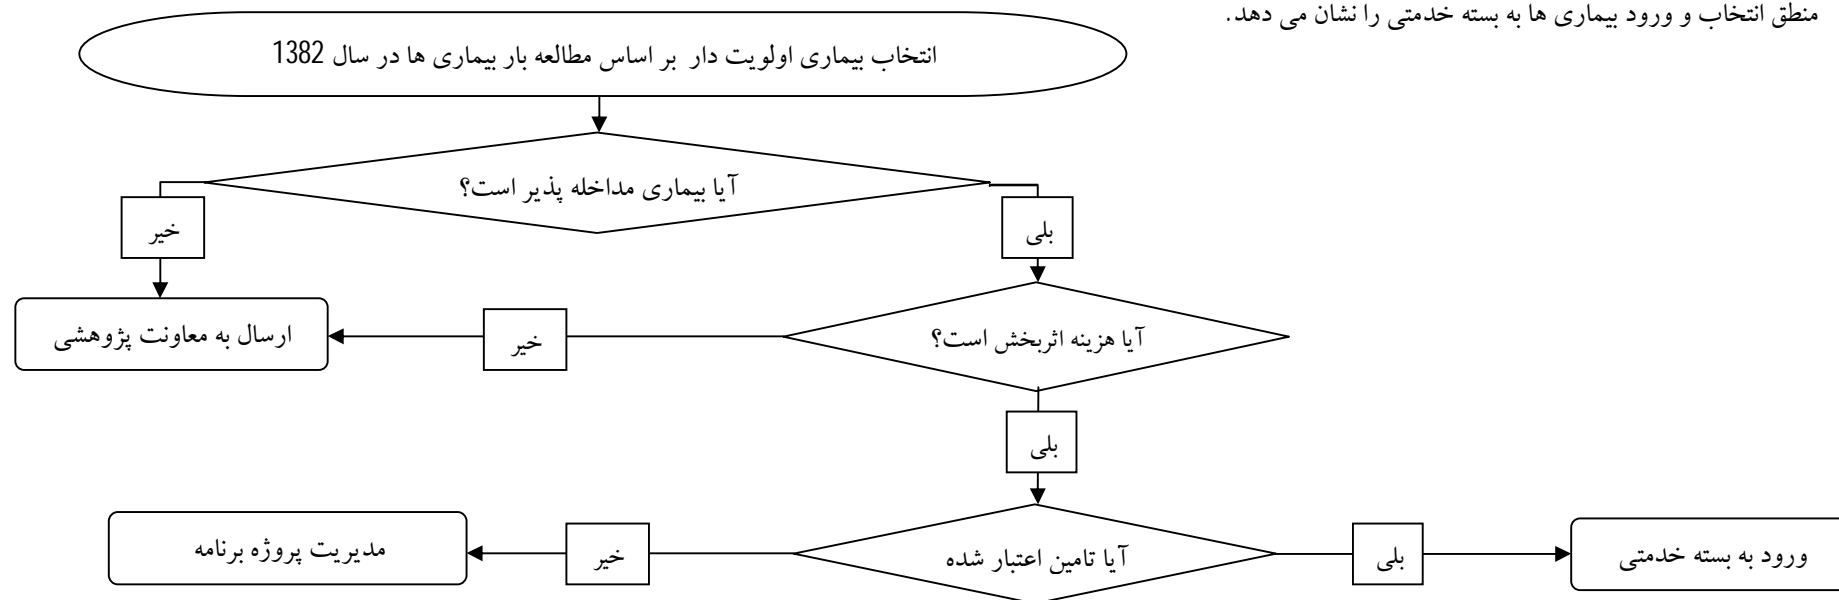 منطق انتخاب و ورود بیماری ها به بسته خدمتی را نشان می دهد.
انتخاب بیماری اولویت دار بر اساس مطالعه بار بیماری ها در سال 1382
آیا بیماری مداخله پذیر است؟
بلی
خیر
آیا هزینه اثربخش است؟
خیر
ارسال به معاونت پژوهشی
بلی
ورود به بسته خدمتی
بلی
آیا تامین اعتبار شده
خیر
مدیریت پروژه برنامه